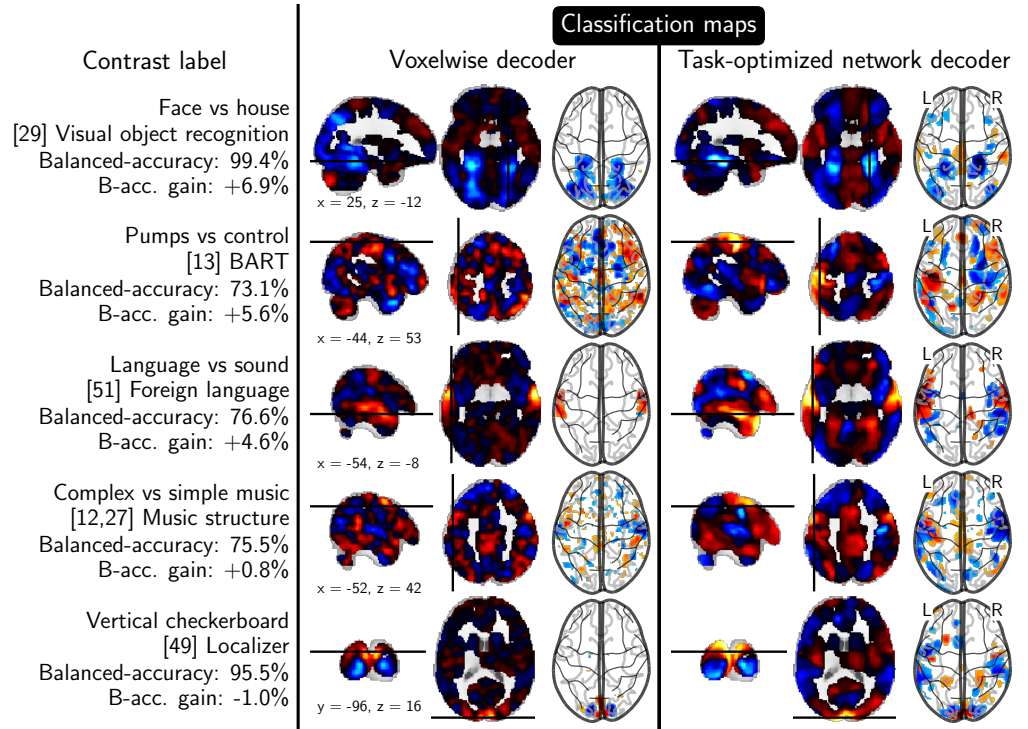 Classification maps
Contrast label
Voxelwise decoder
Task-optimized network decoder
Face vs house
[29] Visual object recognition
Balanced-accuracy: 99.4%
B-acc. gain: +6.9%
x = 25, z = -12
L R
Pumps vs control
[13] BART
Balanced-accuracy: 73.1%
B-acc. gain: +5.6%
x = -44, z = 53
L R
Language vs sound
[51] Foreign language
Balanced-accuracy: 76.6%
B-acc. gain: +4.6%
x = -54, z = -8
L R
Complex vs simple music
[12,27] Music structure
Balanced-accuracy: 75.5%
B-acc. gain: +0.8%
x = -52, z = 42
L R
Vertical checkerboard
[49] Localizer
Balanced-accuracy: 95.5%
B-acc. gain: -1.0%
y = -96, z = 16
L R